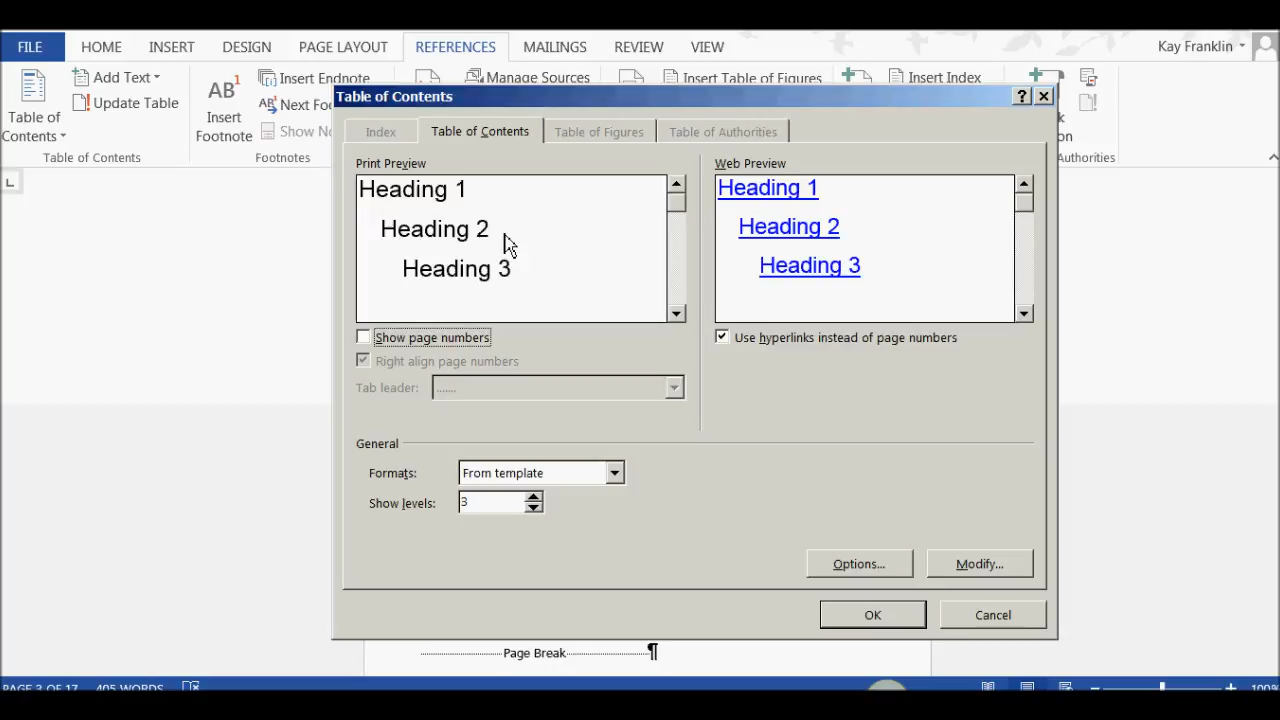 FILE HOME INSERT DESIGN PAGE LAYOUT REFERENCES MAILINGS REVIEW VIEW Kay Franklin
Add Text Insert Endnote Manage Sources Insert Table of Figures Insert Index
Update Table AB¹ AB Next
Table of Contents
Insert Footnote
Show
Table of Contents Footnotes Authorities
Table of Contents
Index Table of Contents Table of Figures Table of Authorities
Print Preview Web Preview
Heading 1 Heading 1
Heading 2 Heading 2
Heading 3 Heading 3
Show page numbers Use hyperlinks instead of page numbers
Right align page numbers
Tab leader: .......
General
Formats: From template
Show levels: 3
Options... Modify...
OK Cancel
Page Break ¶
PAGE 3 OF 17 405 WORDS 100%